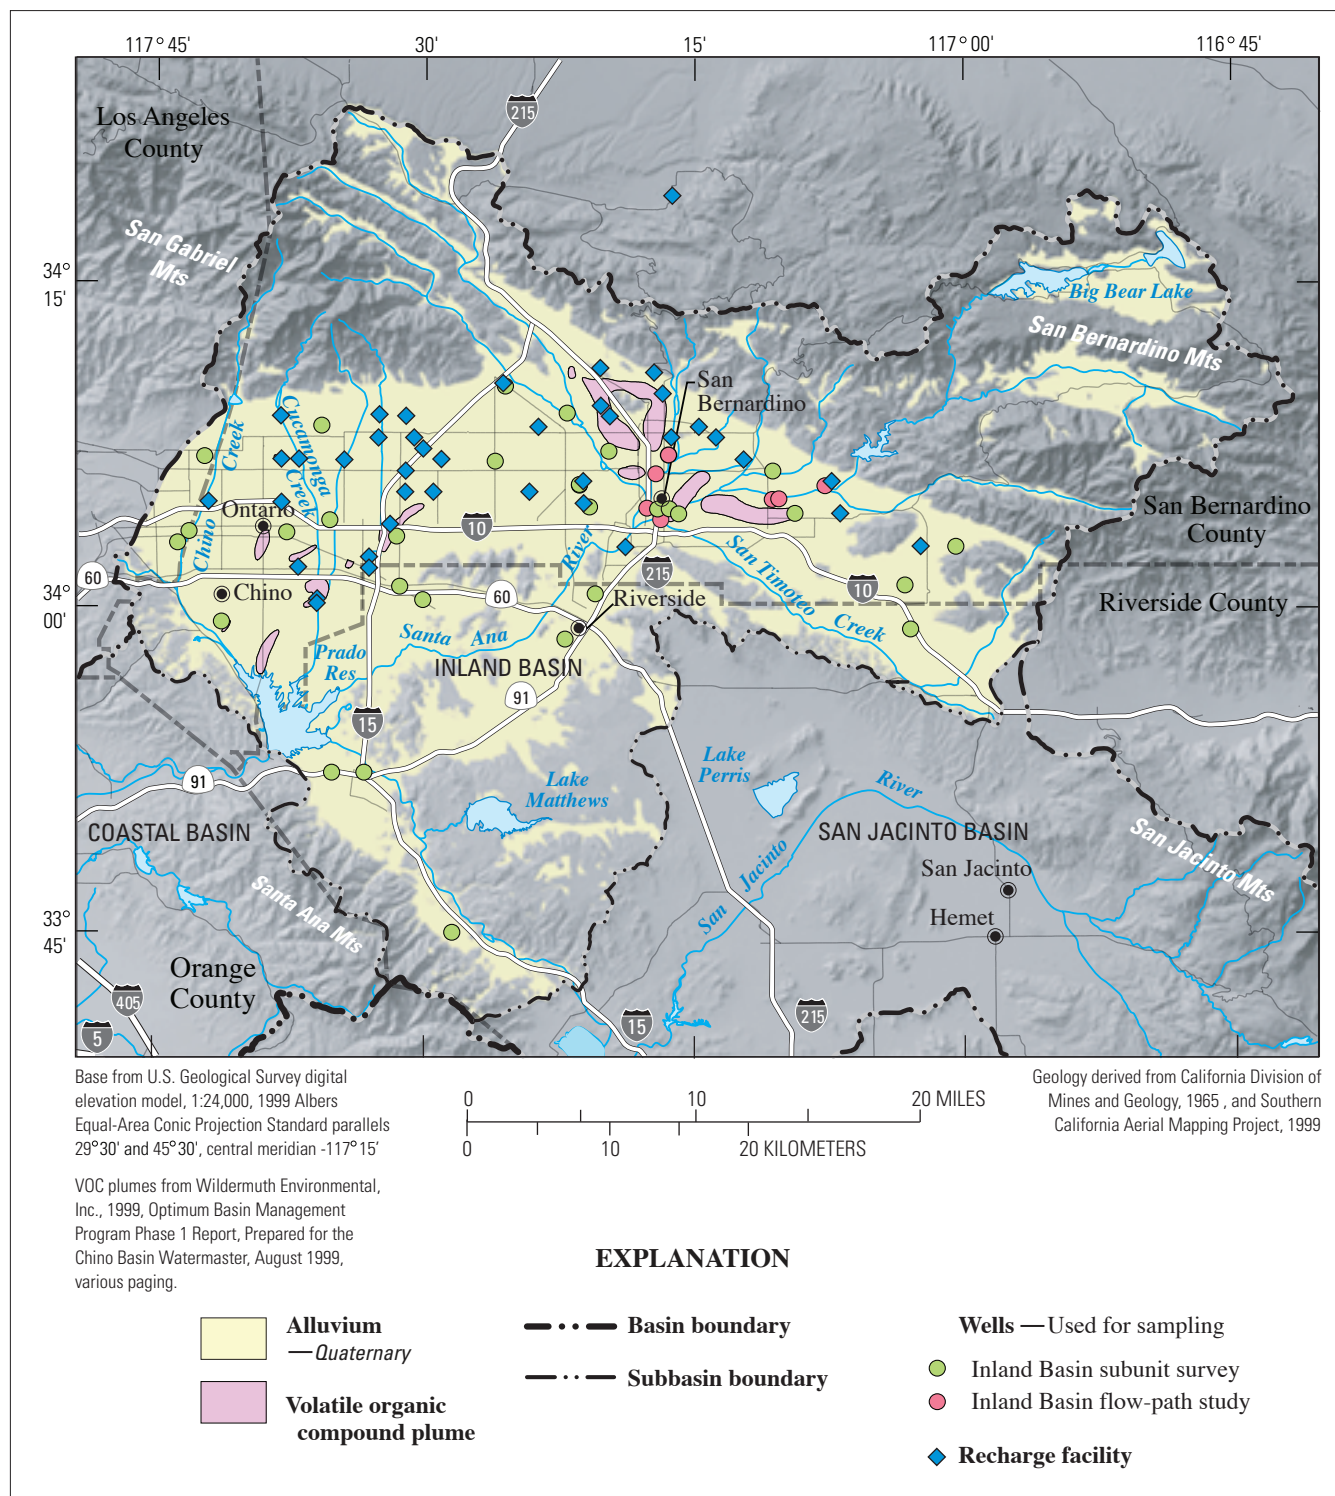 117° 45'
30'
15'
117° 00'
116° 45'
Los Angeles
County
215
San Gabriel
Mts
34°
15'
Big Bear Lake
San Bernardino Mts
San
Bernardino
Cucamonga
Creek
Chino
Creek
Ontario
10
San Bernardino
County
60
Chino
34°
00'
River
215
60
Riverside
San Timoteo
Creek
10
Riverside County
Santa Ana
Prado
Res
INLAND BASIN
91
15
91
Lake
Perris
Lake
Matthews
River
COASTAL BASIN
SAN JACINTO BASIN
San Jacinto Mts
San Jacinto
Jacinto
San
Hemet
Santa Ana Mts
33°
45'
Orange
County
405
5
15
215
Base from U.S. Geological Survey digital
elevation model, 1:24,000, 1999 Albers
Equal-Area Conic Projection Standard parallels
29°30' and 45°30', central meridian -117° 15'
0 10 20 MILES
0 10 20 KILOMETERS
Geology derived from California Division of
Mines and Geology, 1965 , and Southern
California Aerial Mapping Project, 1999
VOC plumes from Wildermuth Environmental,
Inc., 1999, Optimum Basin Management
Program Phase 1 Report, Prepared for the
Chino Basin Watermaster, August 1999,
various paging.
EXPLANATION
Alluvium
—Quaternary
Volatile organic
compound plume
Basin boundary
Subbasin boundary
Wells — Used for sampling
Inland Basin subunit survey
Inland Basin flow-path study
Recharge facility